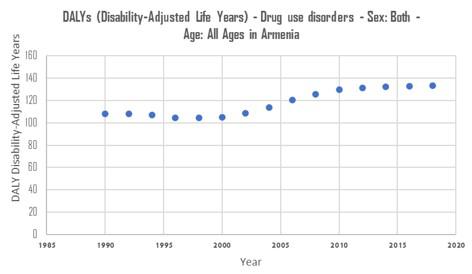 DALYs (Disability-Adjusted Life Years) - Drug use disorders - Sex: Both -
Age: All Ages in Armenia
DALY Disability-Adjusted Life Years
160
140
120
100
80
60
40
20
0
1985 1990 1995 2000 2005 2010 2015 2020
Year